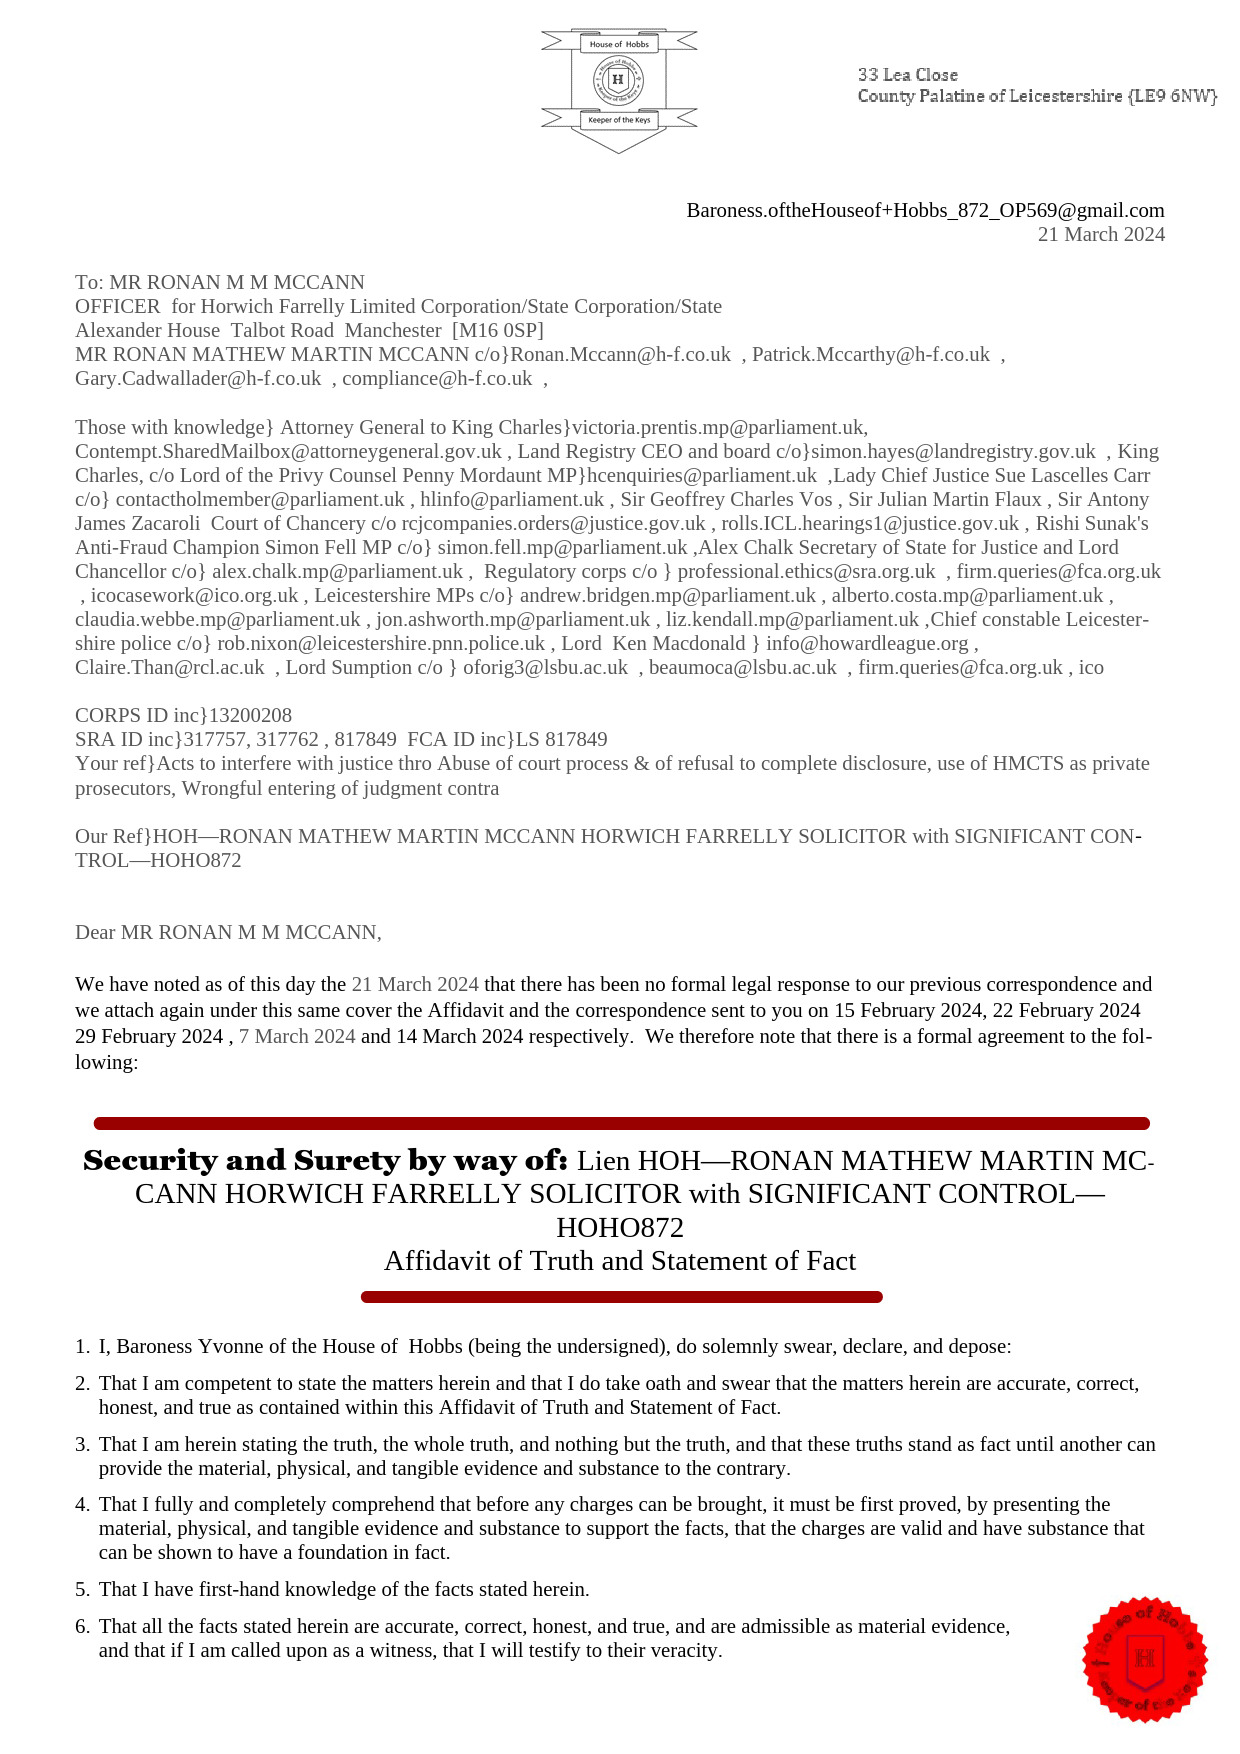 House of Hobbs
House of Hobbs
H
Keeper of the Keys
Keeper of the Keys
33 Lea Close
County Palatine of Leicestershire {LE9 6NW}
Baroness.oftheHouseof+Hobbs_872_OP569@gmail.com
21 March 2024
To: MR RONAN M M MCCANN
OFFICER  for Horwich Farrelly Limited Corporation/State Corporation/State
Alexander House  Talbot Road  Manchester  [M16 0SP]
MR RONAN MATHEW MARTIN MCCANN c/o}Ronan.Mccann@h-f.co.uk  , Patrick.Mccarthy@h-f.co.uk  ,
Gary.Cadwallader@h-f.co.uk  , compliance@h-f.co.uk  ,
Those with knowledge} Attorney General to King Charles}victoria.prentis.mp@parliament.uk,
Contempt.SharedMailbox@attorneygeneral.gov.uk , Land Registry CEO and board c/o}simon.hayes@landregistry.gov.uk  , King
Charles, c/o Lord of the Privy Counsel Penny Mordaunt MP}hcenquiries@parliament.uk  ,Lady Chief Justice Sue Lascelles Carr
c/o} contactholmember@parliament.uk , hlinfo@parliament.uk , Sir Geoffrey Charles Vos , Sir Julian Martin Flaux , Sir Antony
James Zacaroli  Court of Chancery c/o rcjcompanies.orders@justice.gov.uk , rolls.ICL.hearings1@justice.gov.uk , Rishi Sunak's
Anti-Fraud Champion Simon Fell MP c/o} simon.fell.mp@parliament.uk ,Alex Chalk Secretary of State for Justice and Lord
Chancellor c/o} alex.chalk.mp@parliament.uk ,  Regulatory corps c/o } professional.ethics@sra.org.uk  , firm.queries@fca.org.uk
, icocasework@ico.org.uk , Leicestershire MPs c/o} andrew.bridgen.mp@parliament.uk , alberto.costa.mp@parliament.uk ,
claudia.webbe.mp@parliament.uk , jon.ashworth.mp@parliament.uk , liz.kendall.mp@parliament.uk ,Chief constable Leicester-
shire police c/o} rob.nixon@leicestershire.pnn.police.uk , Lord  Ken Macdonald } info@howardleague.org ,
Claire.Than@rcl.ac.uk  , Lord Sumption c/o } oforig3@lsbu.ac.uk  , beaumoca@lsbu.ac.uk  , firm.queries@fca.org.uk , ico
CORPS ID inc}13200208
SRA ID inc}317757, 317762 , 817849  FCA ID inc}LS 817849
Your ref}Acts to interfere with justice thro Abuse of court process & of refusal to complete disclosure, use of HMCTS as private
prosecutors, Wrongful entering of judgment contra
Our Ref}HOH—RONAN MATHEW MARTIN MCCANN HORWICH FARRELLY SOLICITOR with SIGNIFICANT CON-
TROL—HOHO872
Dear MR RONAN M M MCCANN,
We have noted as of this day the 21 March 2024 that there has been no formal legal response to our previous correspondence and
we attach again under this same cover the Affidavit and the correspondence sent to you on 15 February 2024, 22 February 2024
29 February 2024 , 7 March 2024 and 14 March 2024 respectively.  We therefore note that there is a formal agreement to the fol-
lowing:
Security and Surety by way of: Lien HOH—RONAN MATHEW MARTIN MC-
CANN HORWICH FARRELLY SOLICITOR with SIGNIFICANT CONTROL—
HOHO872
Affidavit of Truth and Statement of Fact
1. I, Baroness Yvonne of the House of  Hobbs (being the undersigned), do solemnly swear, declare, and depose:
2. That I am competent to state the matters herein and that I do take oath and swear that the matters herein are accurate, correct,
honest, and true as contained within this Affidavit of Truth and Statement of Fact.
3. That I am herein stating the truth, the whole truth, and nothing but the truth, and that these truths stand as fact until another can
provide the material, physical, and tangible evidence and substance to the contrary.
4. That I fully and completely comprehend that before any charges can be brought, it must be first proved, by presenting the
material, physical, and tangible evidence and substance to support the facts, that the charges are valid and have substance that
can be shown to have a foundation in fact.
5. That I have first-hand knowledge of the facts stated herein.
6. That all the facts stated herein are accurate, correct, honest, and true, and are admissible as material evidence,
and that if I am called upon as a witness, that I will testify to their veracity.
House of Hobbs
H
Keeper of the Keys